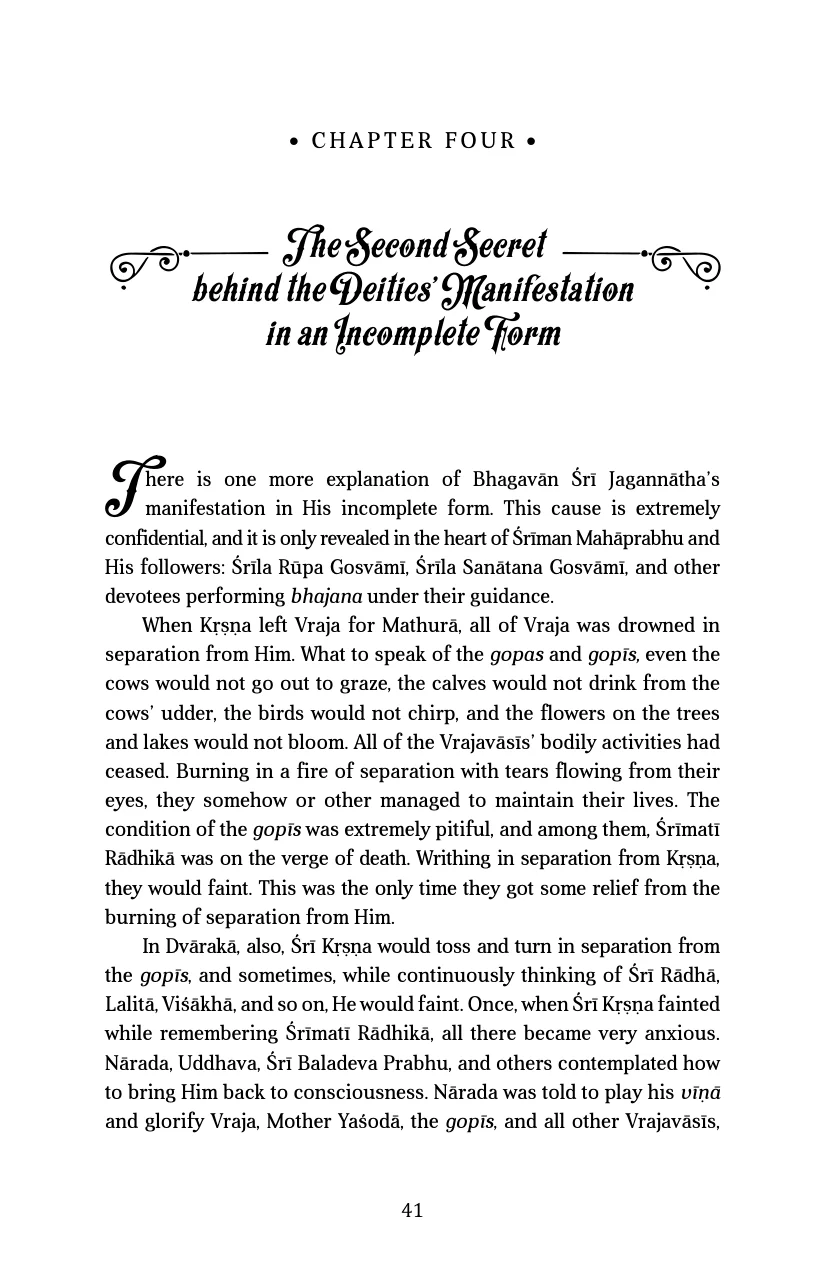 • CHAPTER FOUR •
The Second Secret
behind the Deities’ Manifestation
in an Incomplete Form
There is one more explanation of Bhagavān Śrī Jagannātha’s
manifestation in His incomplete form. This cause is extremely
confidential, and it is only revealed in the heart of Śrīman Mahāprabhu and
His followers: Śrīla Rūpa Gosvāmī, Śrīla Sanātana Gosvāmī, and other
devotees performing bhajana under their guidance.
When Kṛṣṇa left Vraja for Mathurā, all of Vraja was drowned in
separation from Him. What to speak of the gopas and gopīs, even the
cows would not go out to graze, the calves would not drink from the
cows’ udder, the birds would not chirp, and the flowers on the trees
and lakes would not bloom. All of the Vrajavāsīs’ bodily activities had
ceased. Burning in a fire of separation with tears flowing from their
eyes, they somehow or other managed to maintain their lives. The
condition of the gopīs was extremely pitiful, and among them, Śrīmatī
Rādhikā was on the verge of death. Writhing in separation from Kṛṣṇa,
they would faint. This was the only time they got some relief from the
burning of separation from Him.
In Dvārakā, also, Śrī Kṛṣṇa would toss and turn in separation from
the gopīs, and sometimes, while continuously thinking of Śrī Rādhā,
Lalitā, Viśākhā, and so on, He would faint. Once, when Śrī Kṛṣṇa fainted
while remembering Śrīmatī Rādhikā, all there became very anxious.
Nārada, Uddhava, Śrī Baladeva Prabhu, and others contemplated how
to bring Him back to consciousness. Nārada was told to play his vīṇā
and glorify Vraja, Mother Yaśodā, the gopīs, and all other Vrajavāsīs,
41